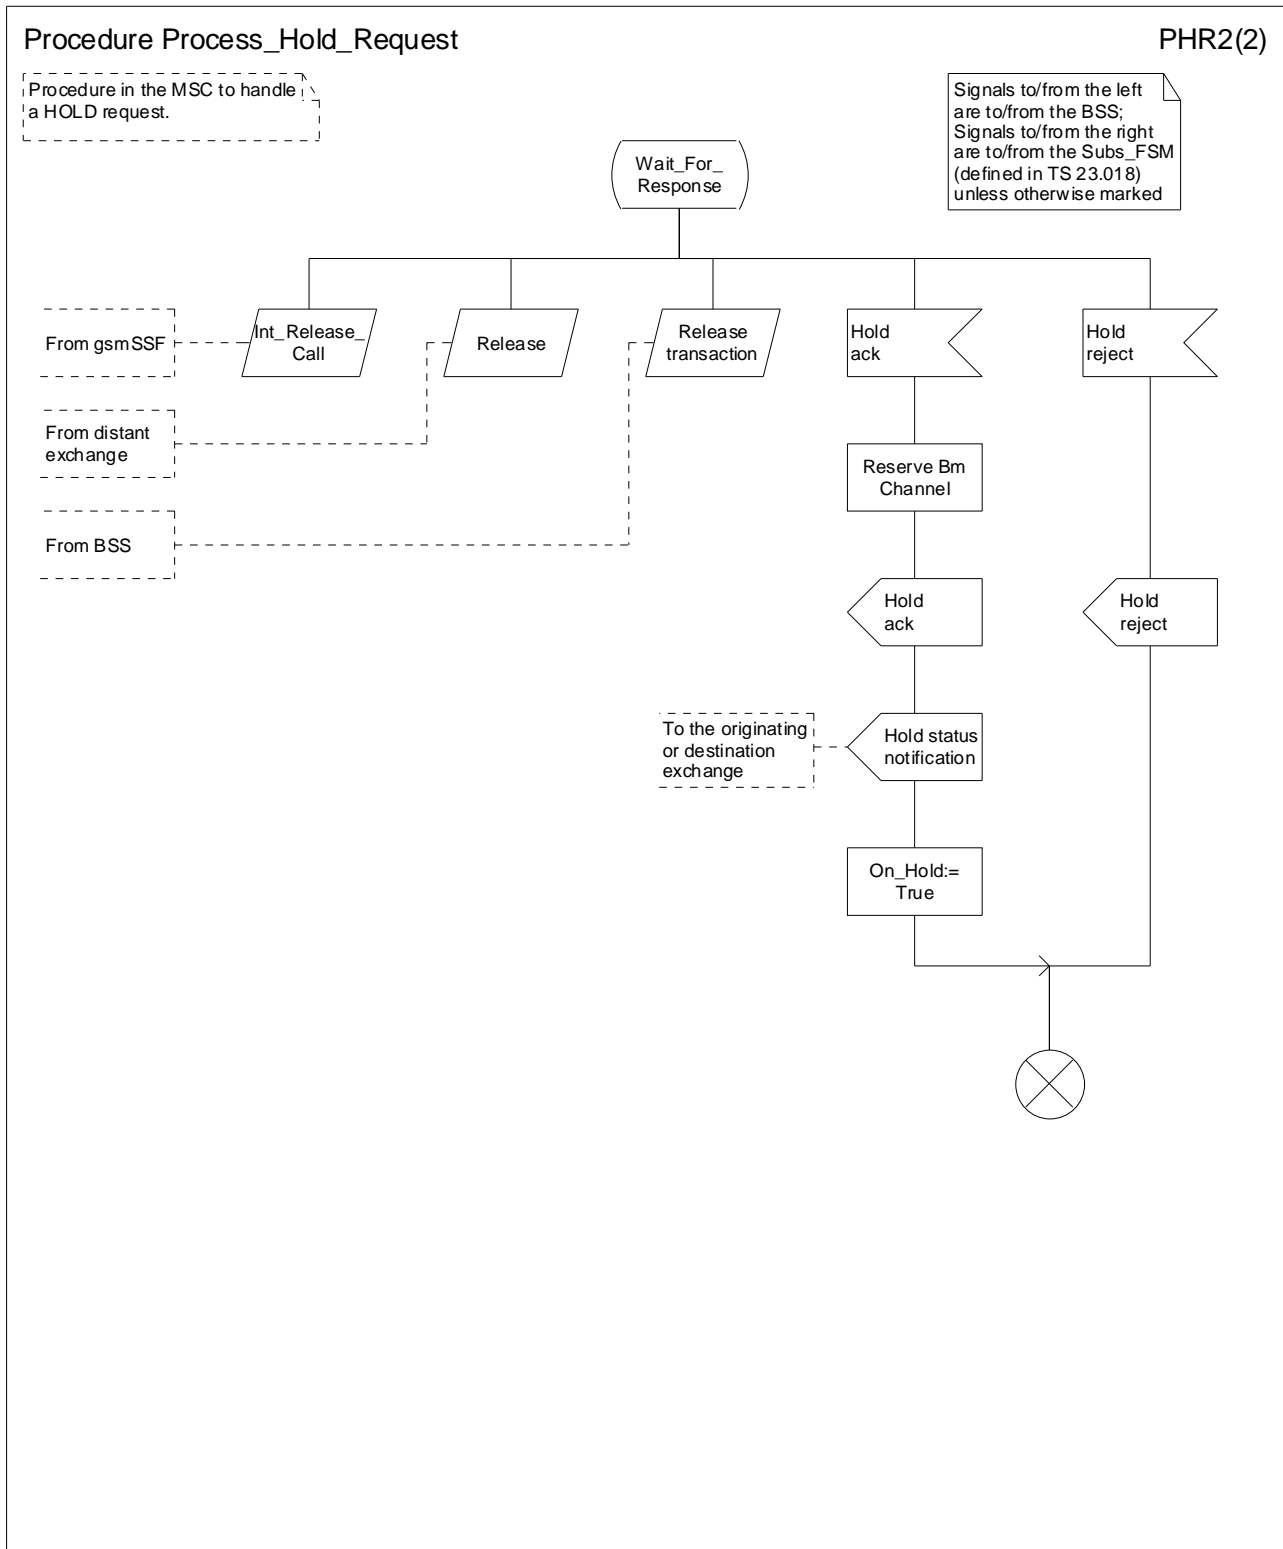 Procedure Process_Hold_Request
PHR2(2)
Procedure in the MSC to handle
a HOLD request.
Signals to/from the left
are to/from the BSS;
Signals to/from the right
are to/from the Subs_FSM
(defined in TS 23.018)
unless otherwise marked
Wait_For_
Response
From gsmSSF
Int_Release_
Call
Release
Release
transaction
Hold
ack
Hold
reject
From distant
exchange
Reserve Bm
Channel
From BSS
Hold
ack
Hold
reject
To the originating
or destination
exchange
Hold status
notification
On_Hold:=
True